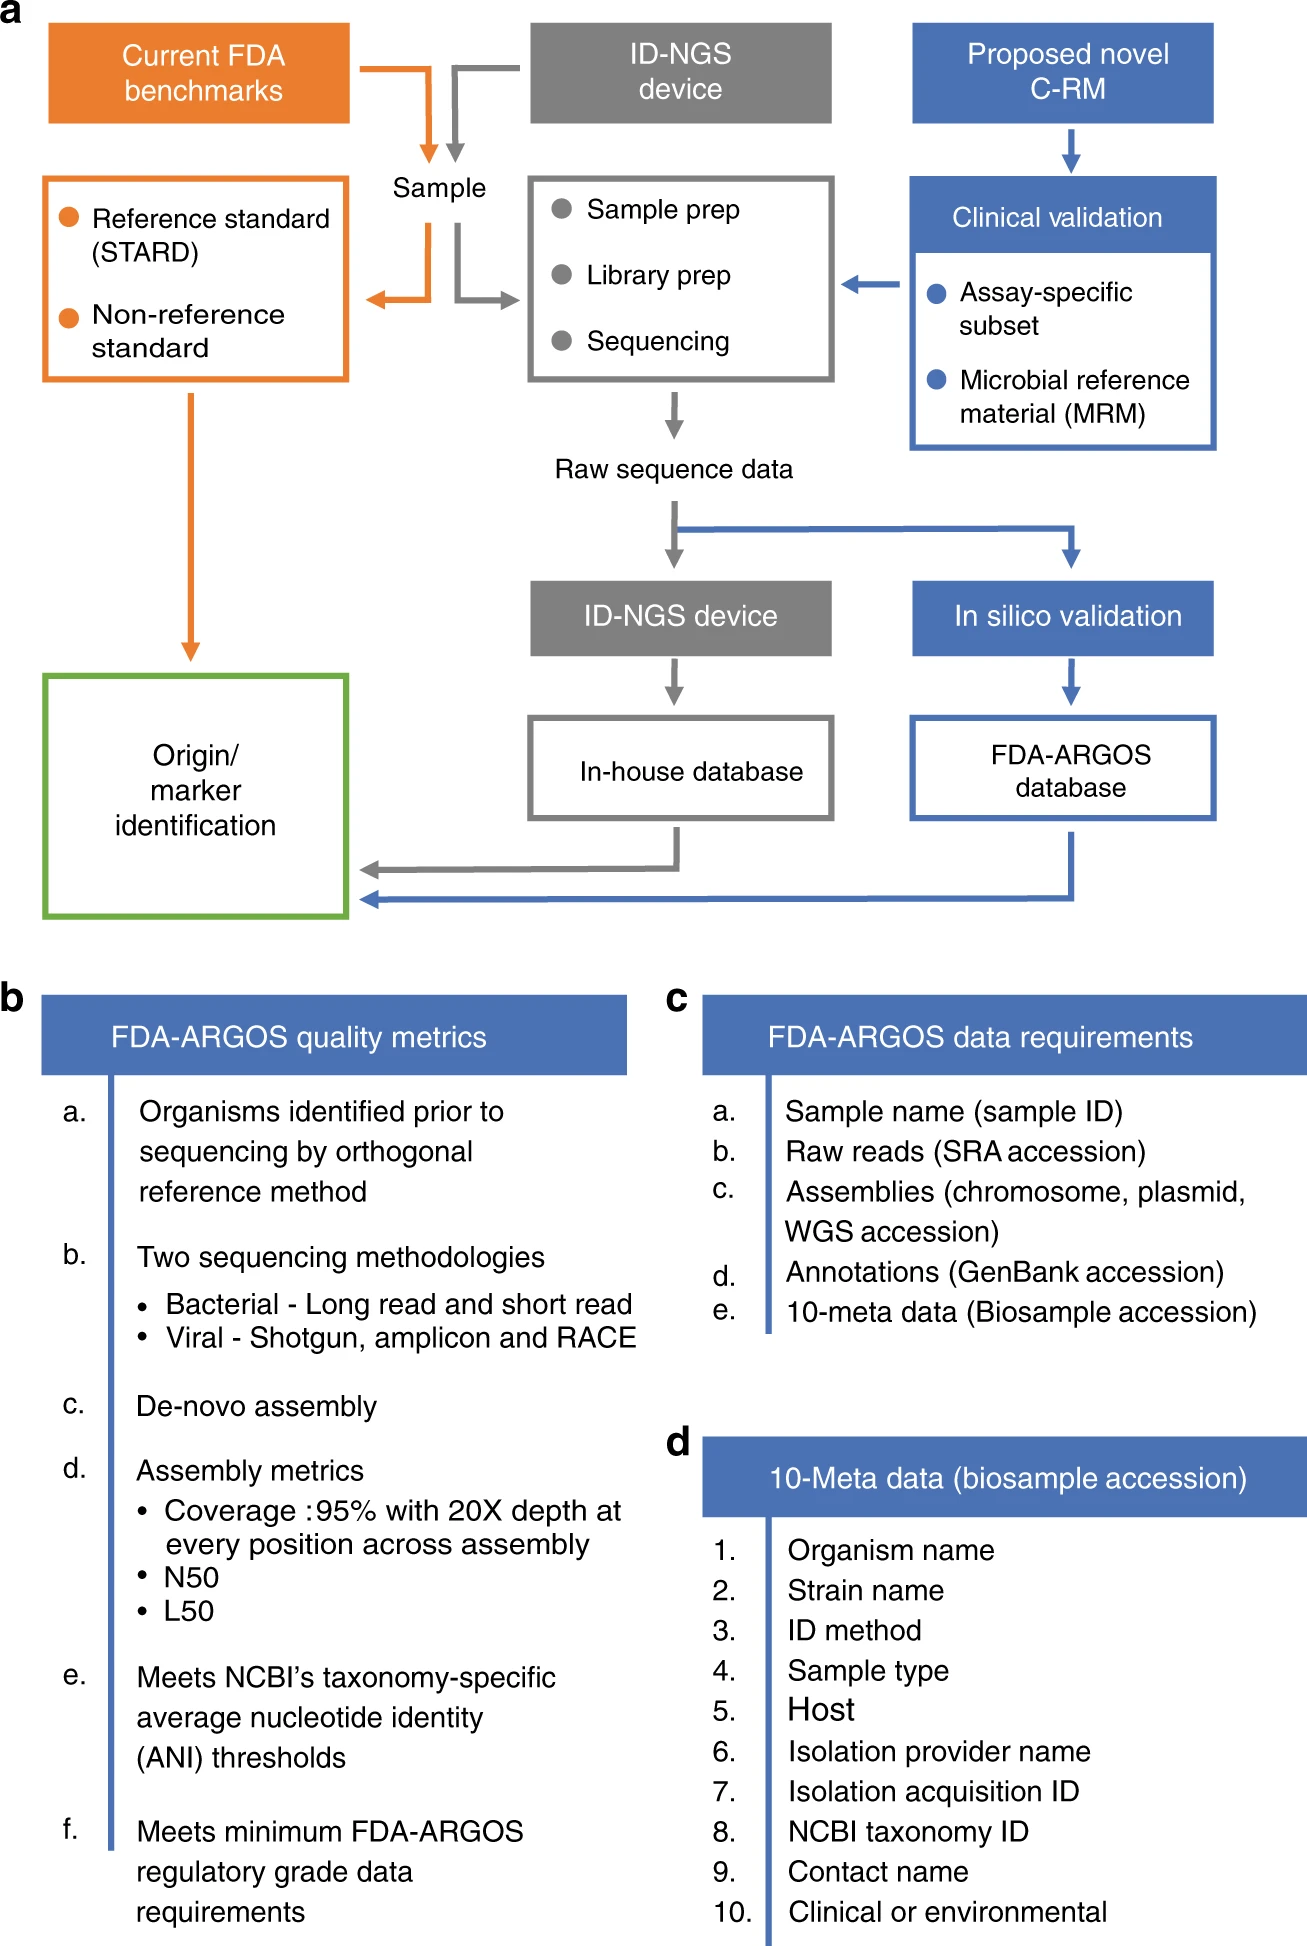 a
Current FDA
benchmarks
ID-NGS
device
Proposed novel
C-RM
Sample
Reference standard
(STARD)
Non-reference
standard
Sample prep
Library prep
Sequencing
Clinical validation
Assay-specific
subset
Microbial reference
material (MRM)
Raw sequence data
ID-NGS device
In silico validation
Origin/
marker
identification
In-house database
FDA-ARGOS
database
b
FDA-ARGOS quality metrics
a. Organisms identified prior to
sequencing by orthogonal
reference method
b. Two sequencing methodologies
• Bacterial - Long read and short read
• Viral - Shotgun, amplicon and RACE
c. De-novo assembly
d. Assembly metrics
• Coverage :95% with 20X depth at
every position across assembly
• N50
• L50
e. Meets NCBI’s taxonomy-specific
average nucleotide identity
(ANI) thresholds
f. Meets minimum FDA-ARGOS
regulatory grade data
requirements
c
FDA-ARGOS data requirements
a. Sample name (sample ID)
b. Raw reads (SRA accession)
c. Assemblies (chromosome, plasmid,
WGS accession)
d. Annotations (GenBank accession)
e. 10-meta data (Biosample accession)
d
10-Meta data (biosample accession)
1. Organism name
2. Strain name
3. ID method
4. Sample type
5. Host
6. Isolation provider name
7. Isolation acquisition ID
8. NCBI taxonomy ID
9. Contact name
10. Clinical or environmental